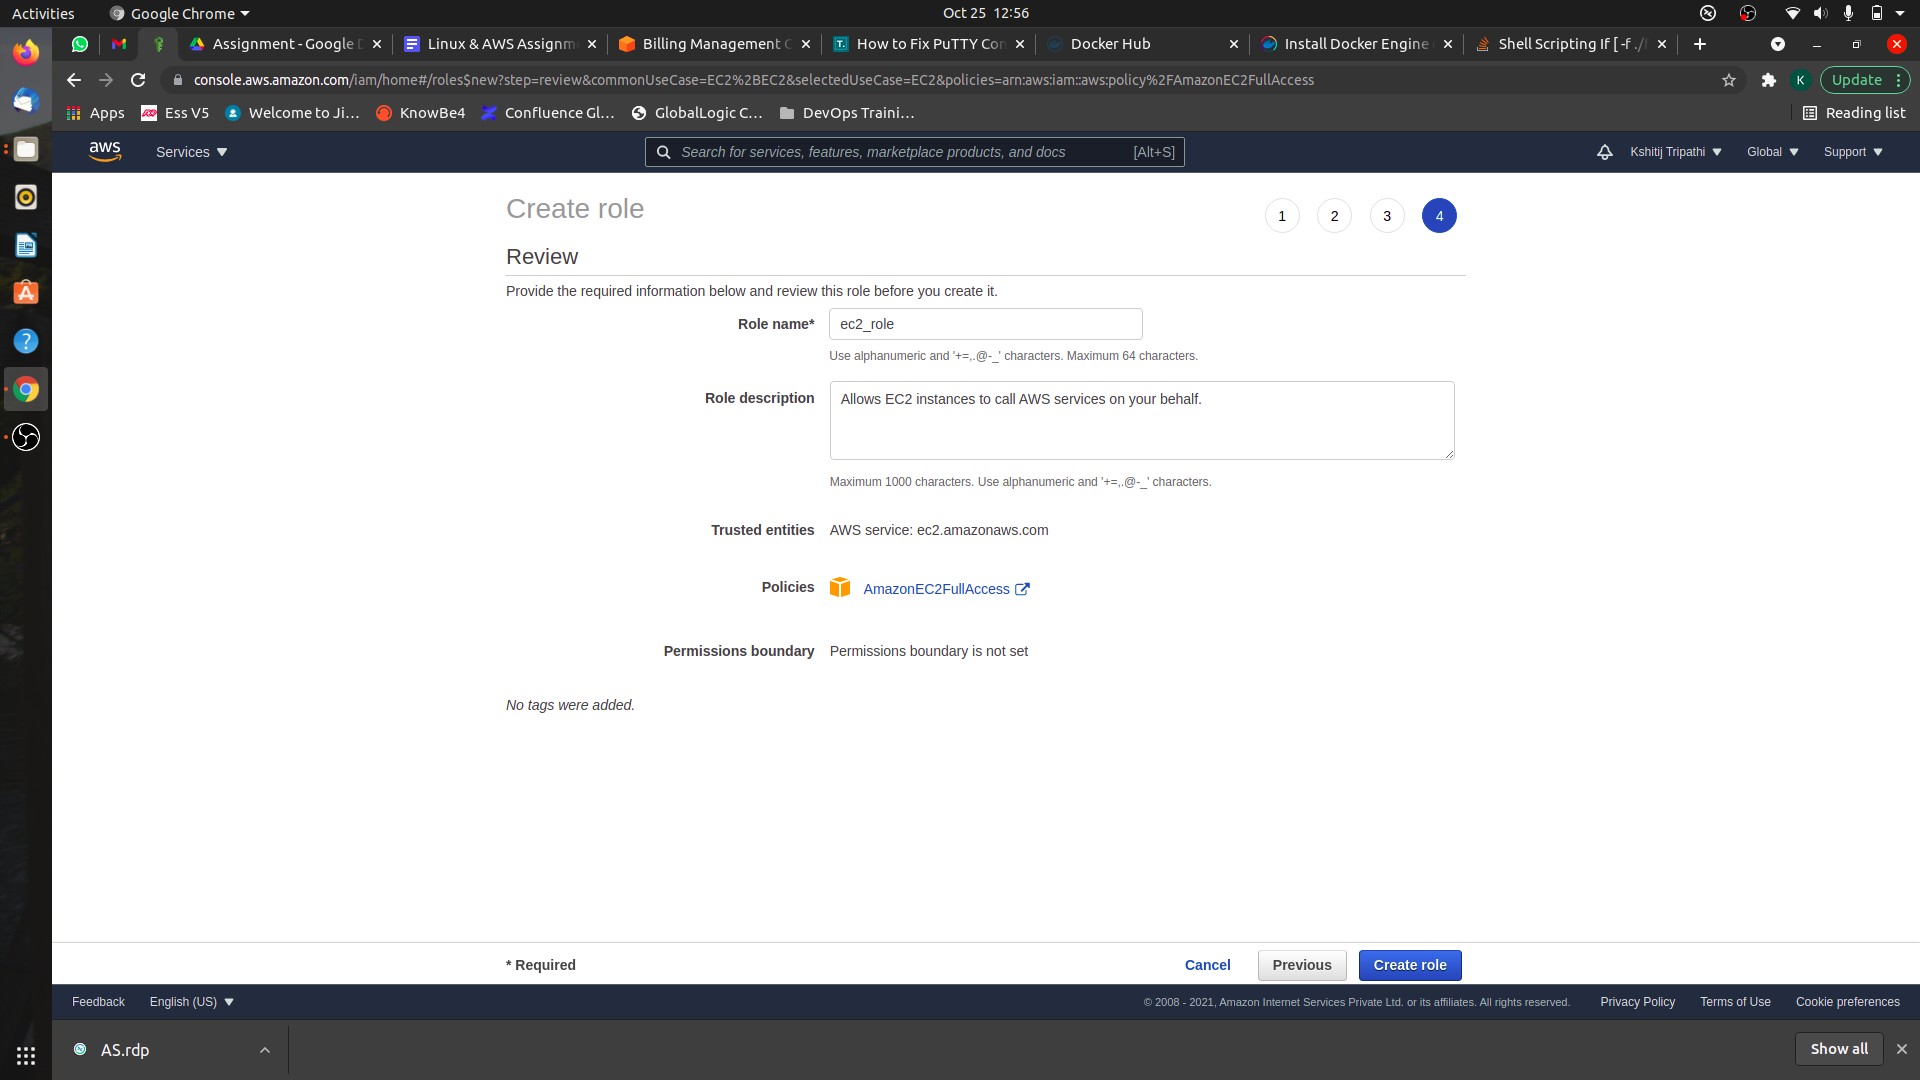 Activities
Google Chrome
Oct 25 12:56
Assignment - Google D
Linux & AWS Assignm
Billing Management C
How to Fix PuTTY Con
Docker Hub
Install Docker Engine
Shell Scripting If [ -f ./
console.aws.amazon.com/iam/home#/roles$new?step=review&commonUseCase=EC2%2BEC2&selectedUseCase=EC2&policies=arn:aws:iam::aws:policy%2FAmazonEC2FullAccess
K
Update
Apps
Ess V5
Welcome to Ji...
KnowBe4
Confluence Gl...
GlobalLogic C...
DevOps Traini...
Reading list
aws
Services
Search for services, features, marketplace products, and docs
[Alt+S]
Kshitij Tripathi
Global
Support
Create role
1
2
3
4
Review
Provide the required information below and review this role before you create it.
Role name*
ec2_role
Use alphanumeric and '+=,.@-_' characters. Maximum 64 characters.
Role description
Allows EC2 instances to call AWS services on your behalf.
Maximum 1000 characters. Use alphanumeric and '+=,.@-_' characters.
Trusted entities
AWS service: ec2.amazonaws.com
Policies
AmazonEC2FullAccess
Permissions boundary
Permissions boundary is not set
No tags were added.
* Required
Cancel
Previous
Create role
Feedback
English (US)
© 2008 - 2021, Amazon Internet Services Private Ltd. or its affiliates. All rights reserved.
Privacy Policy
Terms of Use
Cookie preferences
AS.rdp
Show all